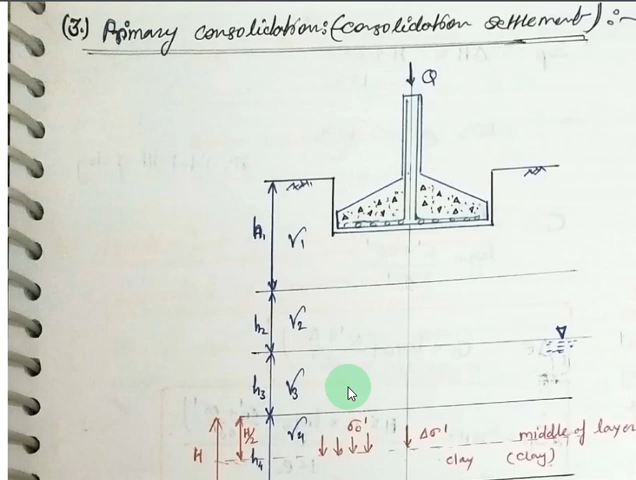 (3.) Primary consolidation: (consolidation settlement) :-
Q
h1 γ1
h2 γ2
h3 γ3
H H/2 h4 γ4 σ0' Δσ' middle of layer
clay (clay)